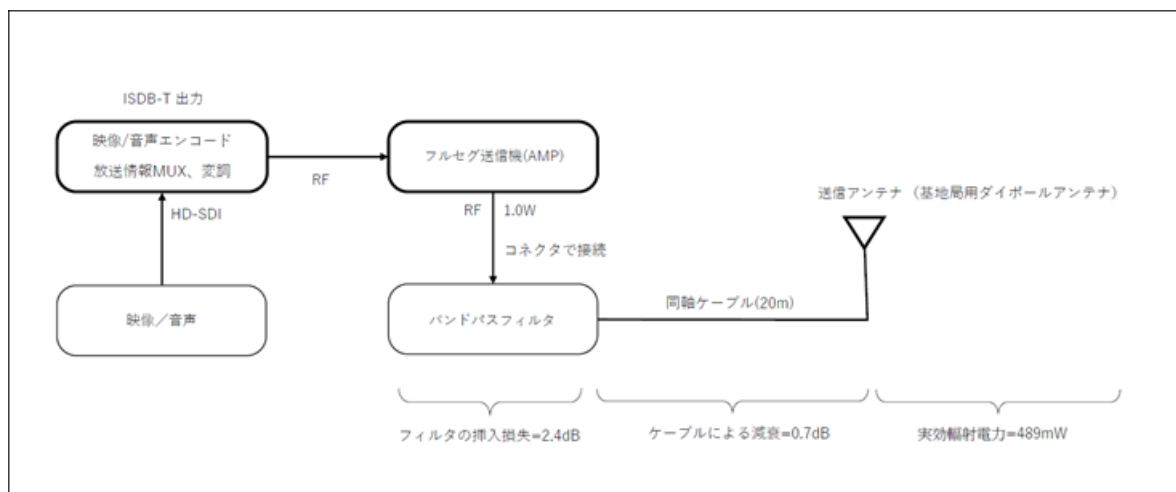 ISDB-T 出力
映像/音声エンコード
放送情報MUX、変調
RF
フルセグ送信機(AMP)
HD-SDI
RF 1.0W
コネクタで接続
送信アンテナ（基地局用ダイポールアンテナ）
映像／音声
バンドパスフィルタ
同軸ケーブル(20m)
フィルタの挿入損失=2.4dB
ケーブルによる減衰=0.7dB
実効輻射電力=489mW